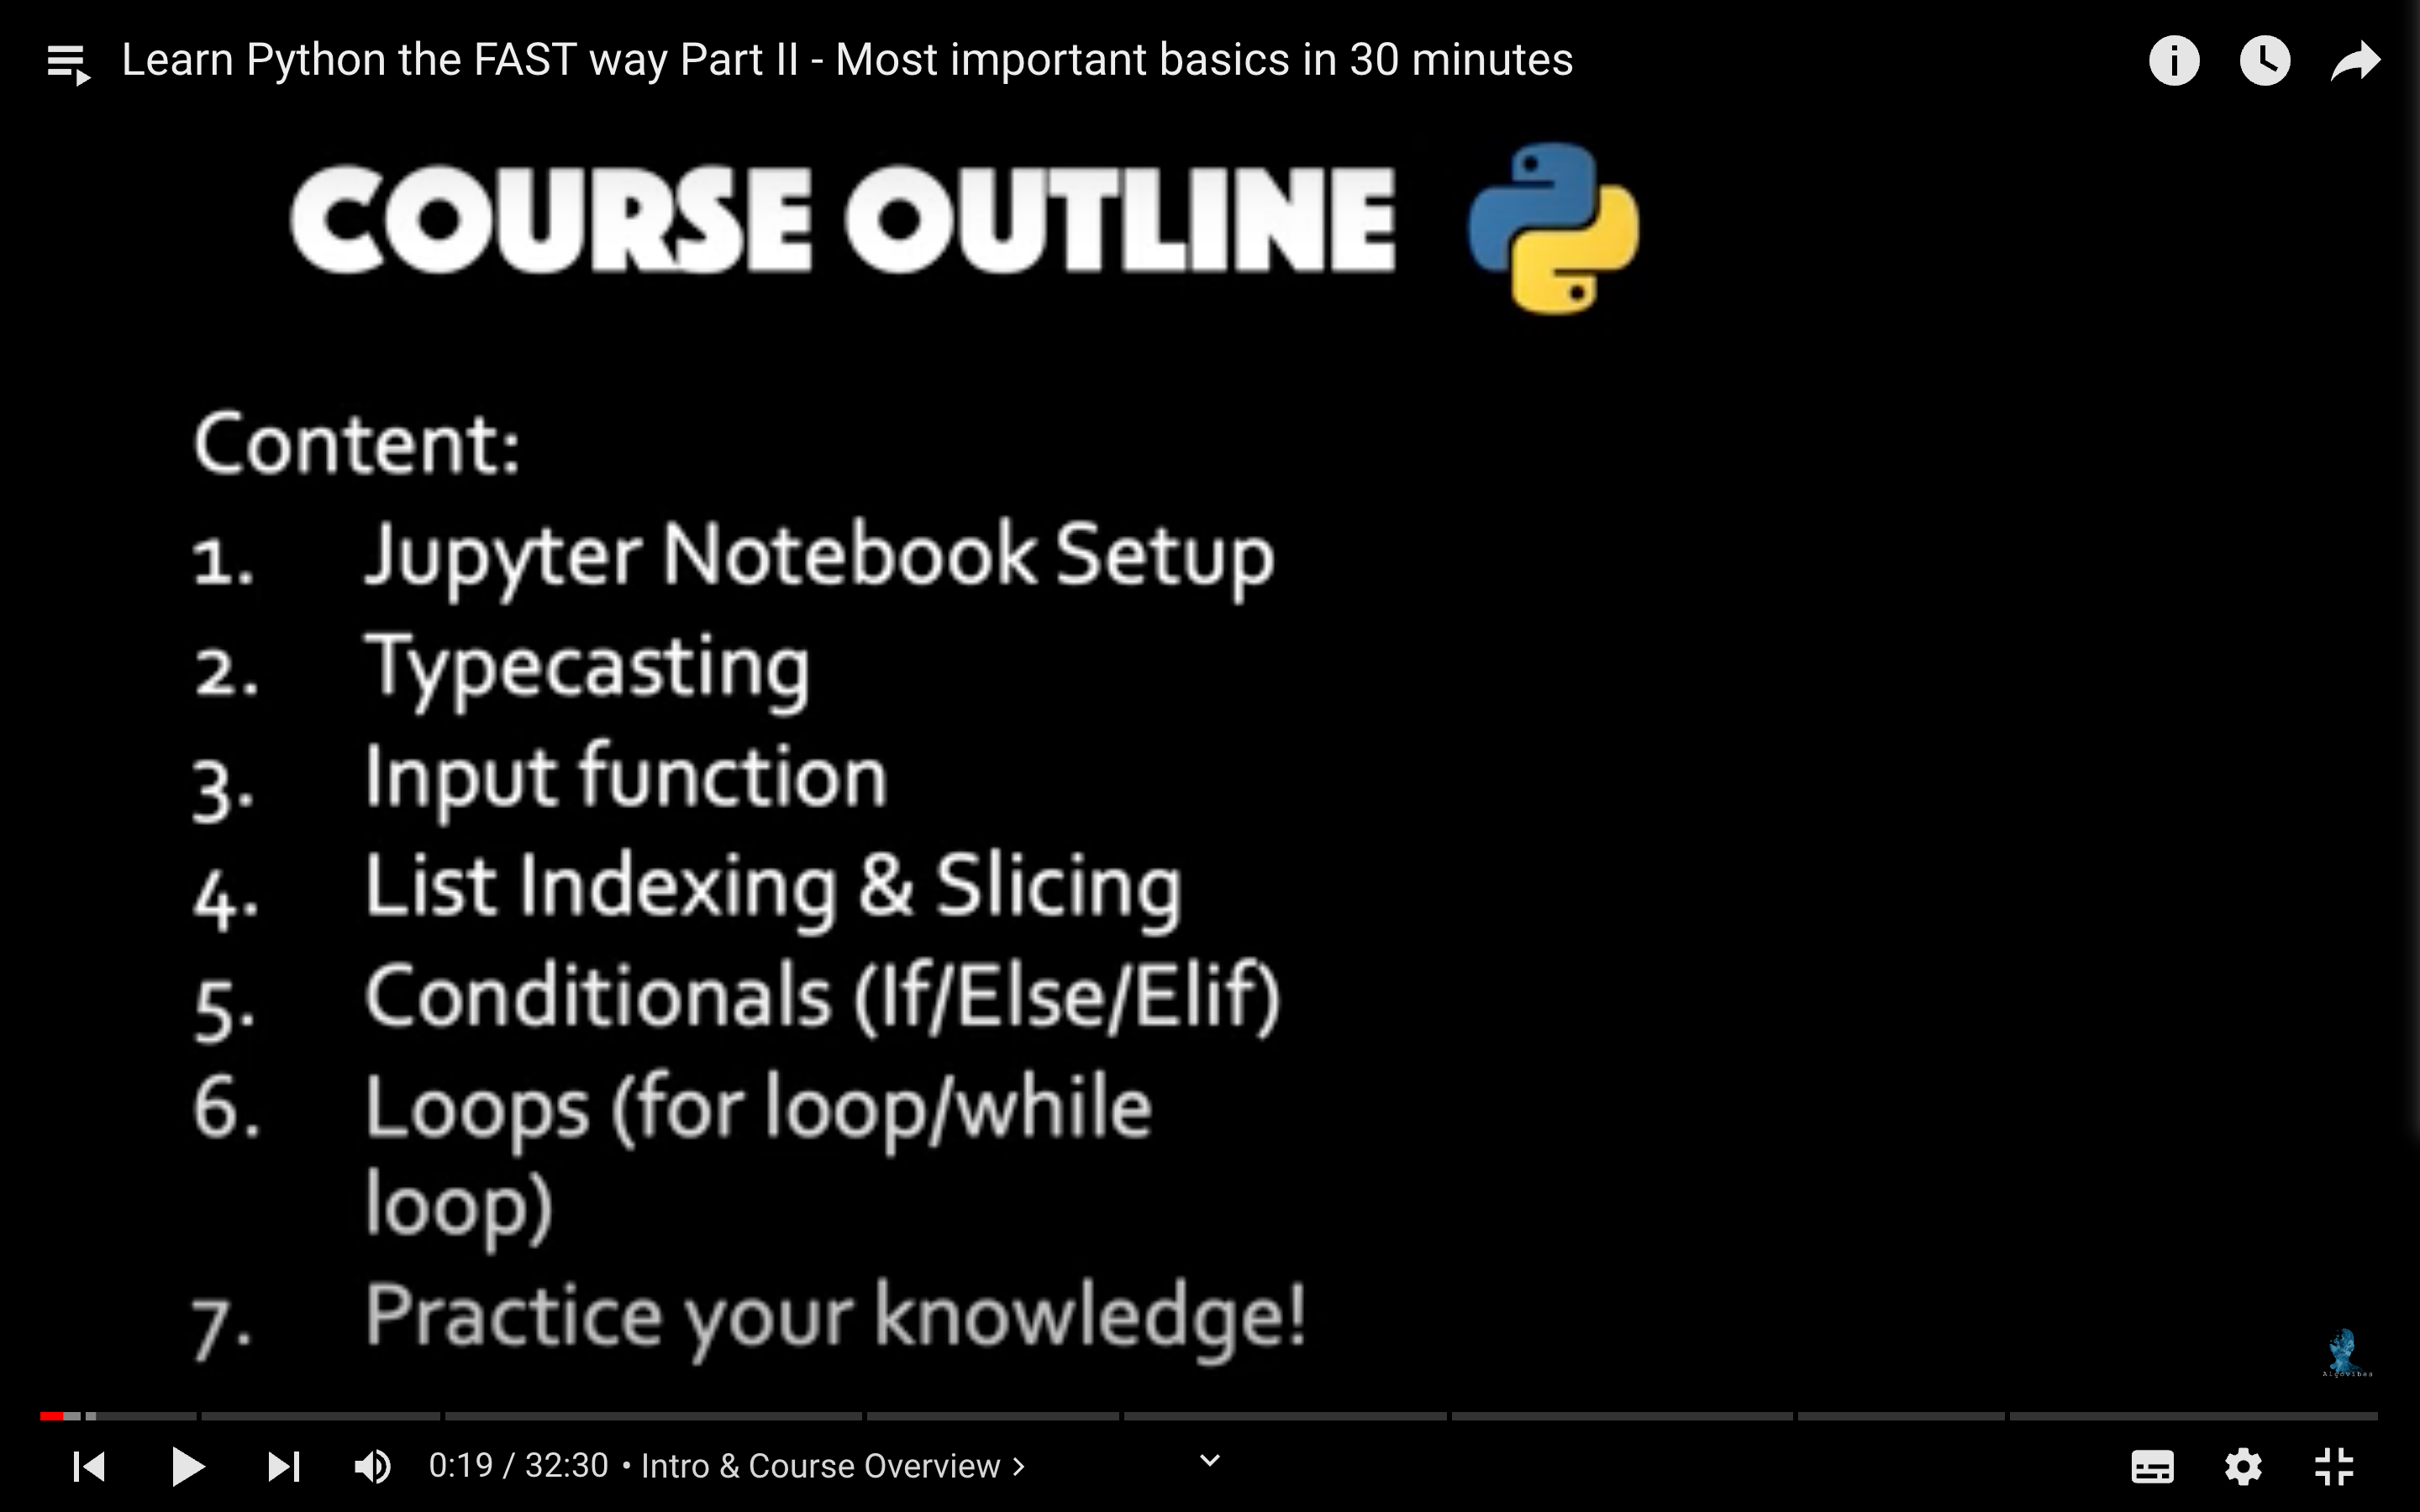 Learn Python the FAST way Part II - Most important basics in 30 minutes
COURSE OUTLINE
Content:
1. Jupyter Notebook Setup
2. Typecasting
3. Input function
4. List Indexing & Slicing
5. Conditionals (If/Else/Elif)
6. Loops (for loop/while
loop)
7. Practice your knowledge!
Algovibes
0:19 / 32:30 • Intro & Course Overview >